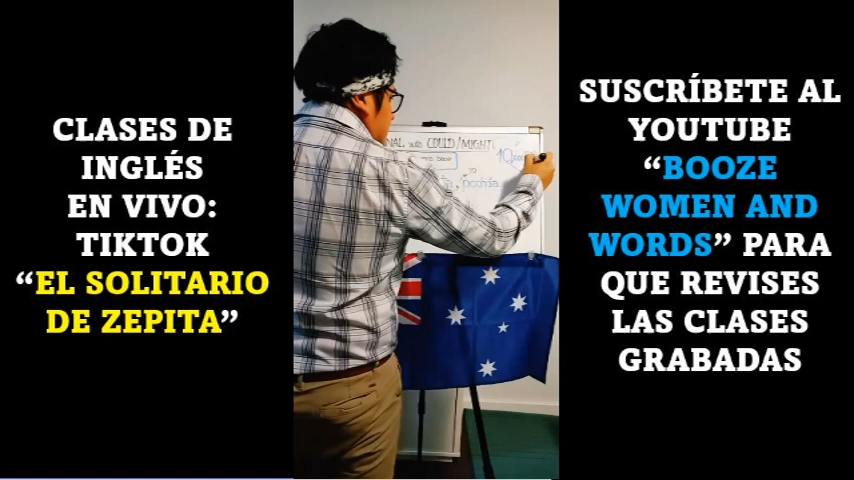 CLASES DE
INGLÉS
EN VIVO:
TIKTOK
“EL SOLITARIO
DE ZEPITA”
COULD/MIGHT
podría
SUSCRÍBETE AL
YOUTUBE
“BOOZE
WOMEN AND
WORDS” PARA
QUE REVISES
LAS CLASES
GRABADAS